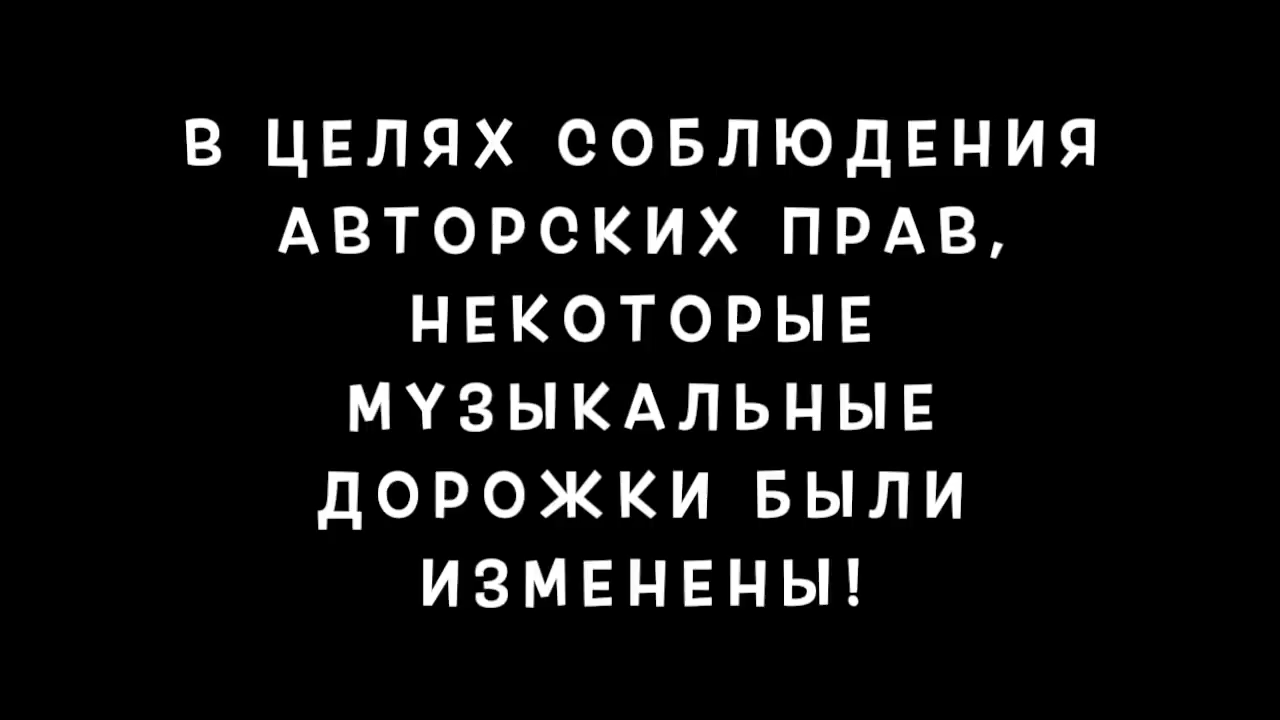 В ЦЕЛЯХ СОБЛЮДЕНИЯ
АВТОРСКИХ ПРАВ,
НЕКОТОРЫЕ
МУЗЫКАЛЬНЫЕ
ДОРОЖКИ БЫЛИ
ИЗМЕНЕНЫ!